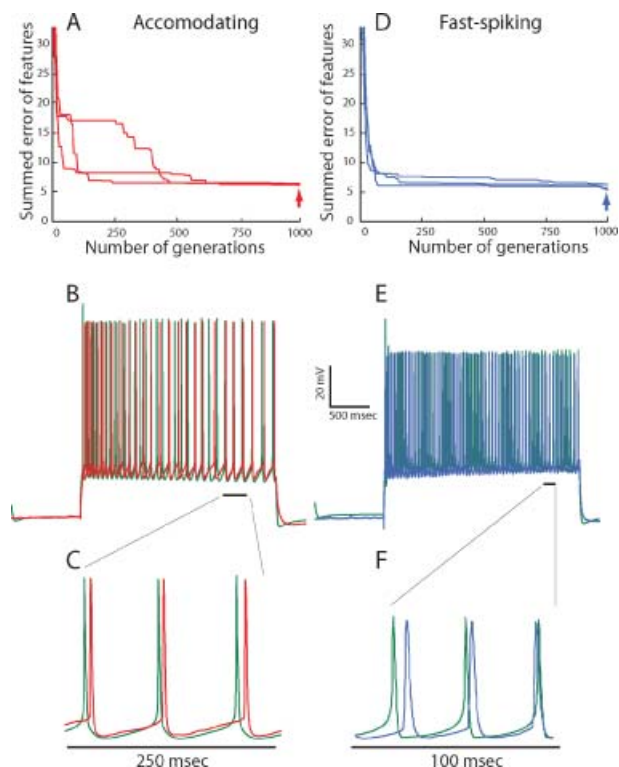 A Accomodating
D Fast-spiking
Summed error of features
30
25
20
15
10
5
0
0 250 500 750 1000
Number of generations
Summed error of features
30
25
20
15
10
5
0
0 250 500 750 1000
Number of generations
B
E
20 mV
500 msec
C
F
250 msec
100 msec